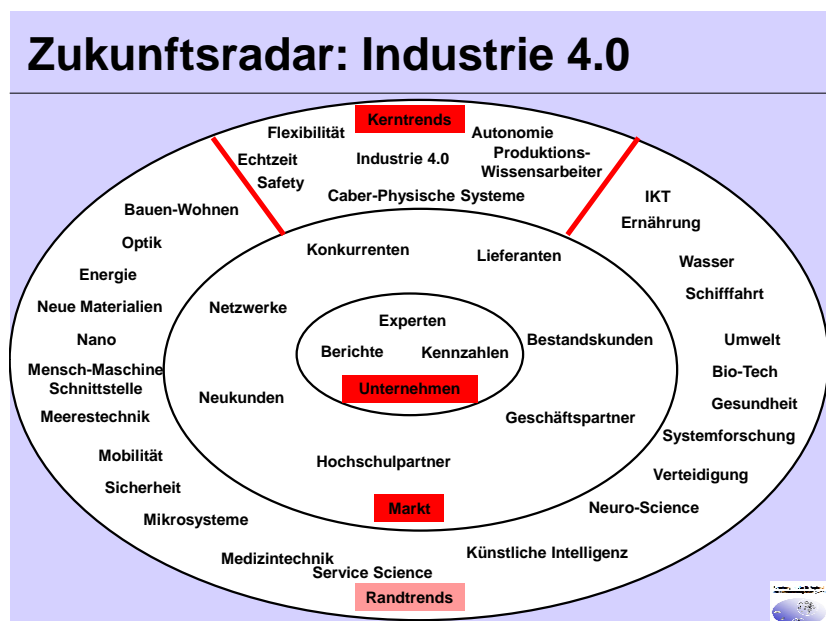 Zukunftsradar: Industrie 4.0
Kerntrends
Flexibilität
Autonomie
Echtzeit
Industrie 4.0
Produktions-
Wissensarbeiter
Safety
Caber-Physische Systeme
IKT
Bauen-Wohnen
Ernährung
Optik
Konkurrenten
Lieferanten
Wasser
Energie
Schifffahrt
Neue Materialien
Netzwerke
Experten
Nano
Bestandskunden
Umwelt
Berichte
Kennzahlen
Mensch-Maschine
Schnittstelle
Bio-Tech
Unternehmen
Neukunden
Gesundheit
Meerestechnik
Geschäftspartner
Systemforschung
Mobilität
Hochschulpartner
Verteidigung
Sicherheit
Markt
Neuro-Science
Mikrosysteme
Künstliche Intelligenz
Medizintechnik
Service Science
Randtrends